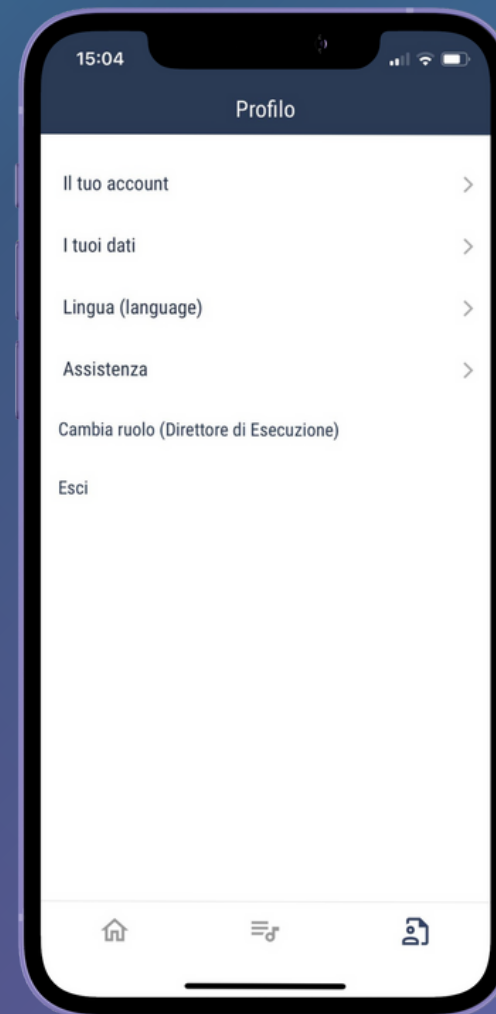 15:04
Profilo
Il tuo account
I tuoi dati
Lingua (language)
Assistenza
Cambia ruolo (Direttore di Esecuzione)
Esci